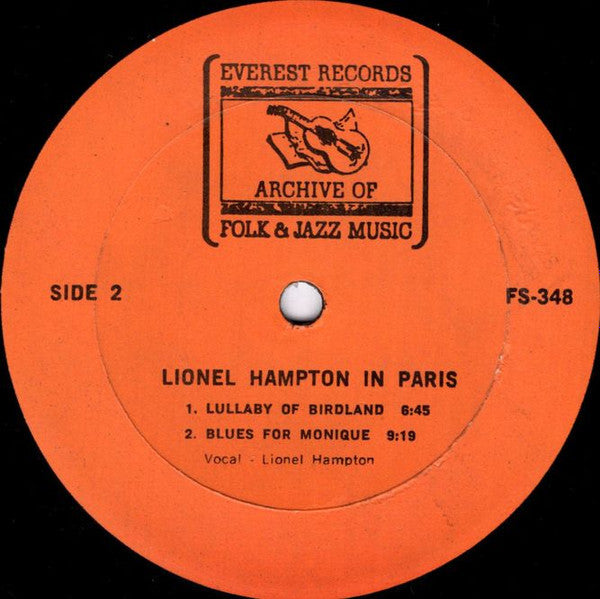 EVEREST RECORDS
ARCHIVE OF
FOLK & JAZZ MUSIC
SIDE 2
FS-348
LIONEL HAMPTON IN PARIS
1. LULLABY OF BIRDLAND 6:45
2. BLUES FOR MONIQUE 9:19
Vocal - Lionel Hampton